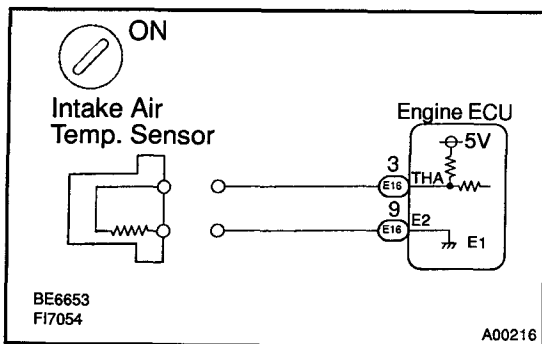 ON
Intake Air
Temp. Sensor
Engine ECU
5V
3
E16
THA
9
E16
E2
E1
BE6653
FI7054
A00216